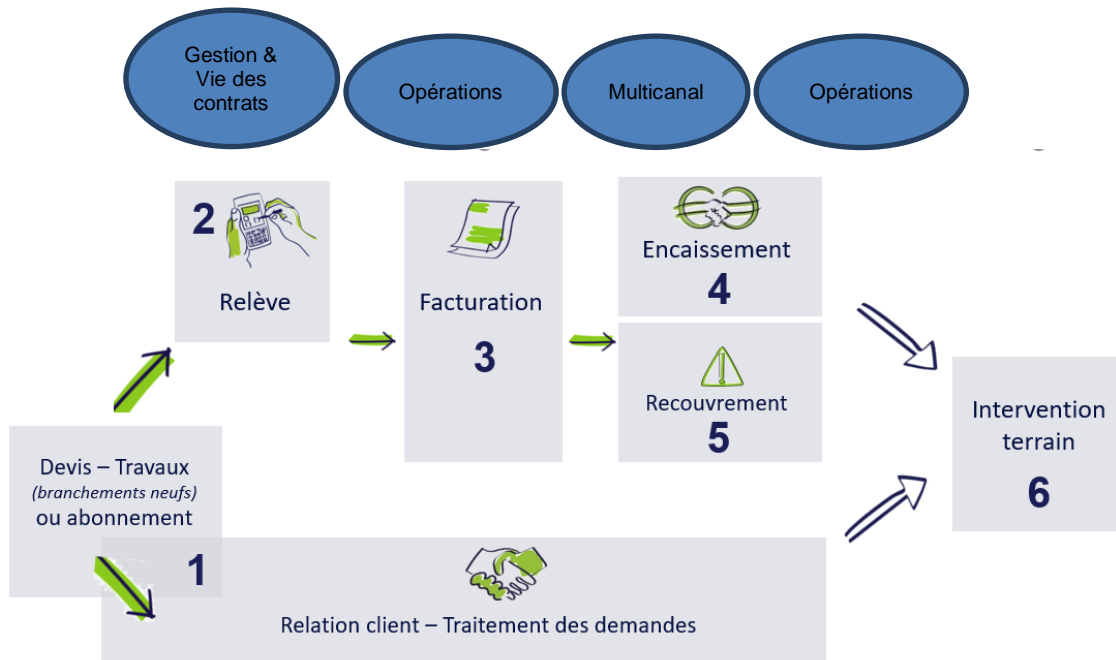 Gestion &
Vie des
contrats
Opérations
Multicanal
Opérations
2
Relève
Facturation
3
Encaissement
4
Recouvrement
5
Intervention
terrain
6
Devis – Travaux
(branchements neufs)
ou abonnement
1
Relation client – Traitement des demandes